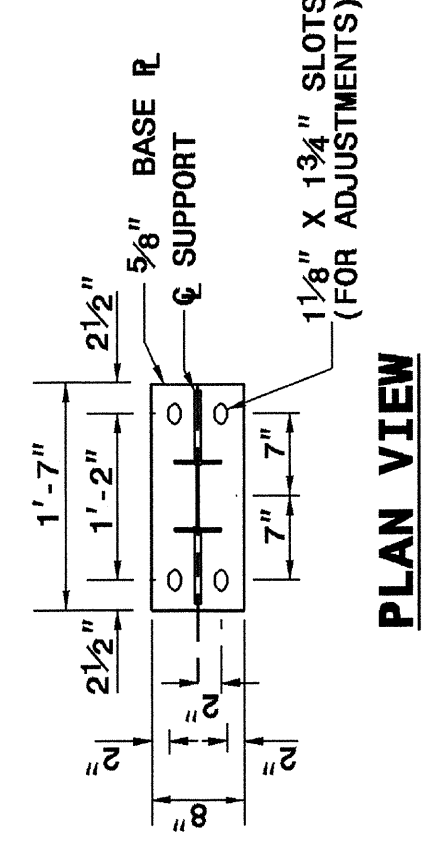 1'-7"
2½"
1'-2"
2½"
⅝" BASE ℙL
℄ SUPPORT
1⅛" X 1¾" SLOTS
(FOR ADJUSTMENTS)
7"
7"
2"
2"
2"
8"
PLAN VIEW